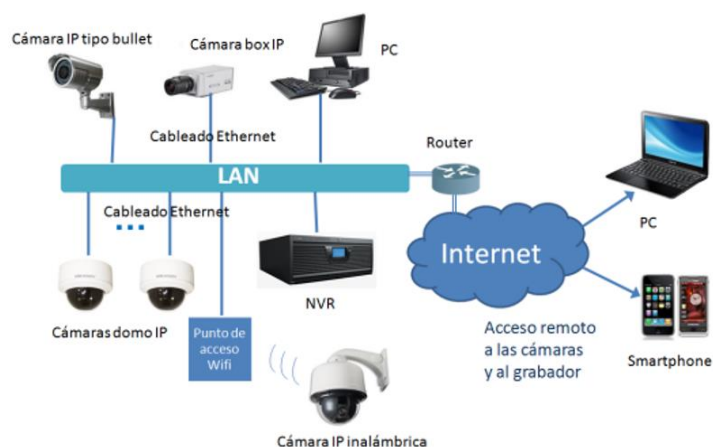 Cámara IP tipo bullet
Cámara box IP
PC
Cableado Ethernet
Router
LAN
Cableado Ethernet
Internet
PC
NVR
Cámaras domo IP
Punto de
acceso
Wifi
Acceso remoto
a las cámaras
y al grabador
Smartphone
Cámara IP inalámbrica